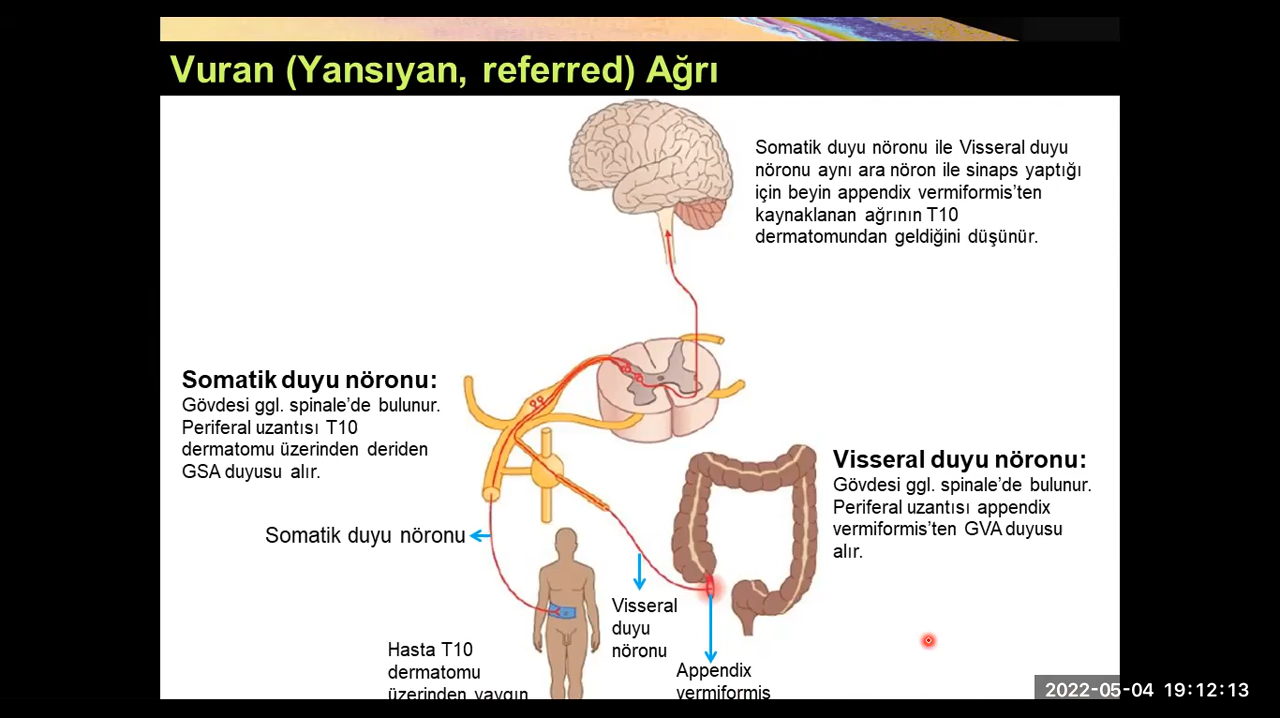 Vuran (Yansıyan, referred) Ağrı
Somatik duyu nöronu ile Visseral duyu
nöronu aynı ara nöron ile sinaps yaptığı
için beyin appendix vermiformis’ten
kaynaklanan ağrının T10
dermatomundan geldiğini düşünür.
Somatik duyu nöronu:
Gövdesi ggl. spinale’de bulunur.
Periferal uzantısı T10
dermatomu üzerinden deriden
GSA duyusu alır.
Visseral duyu nöronu:
Gövdesi ggl. spinale’de bulunur.
Periferal uzantısı appendix
vermiformis’ten GVA duyusu
alır.
Somatik duyu nöronu
Visseral
duyu
nöronu
Hasta T10
dermatomu
üzerinden yaygın
Appendix
vermiformis
2022-05-04 19:12:13